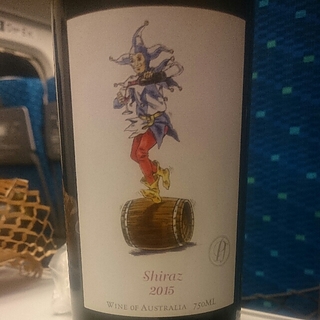 Shiraz
2015
WINE OF AUSTRALIA 750ML